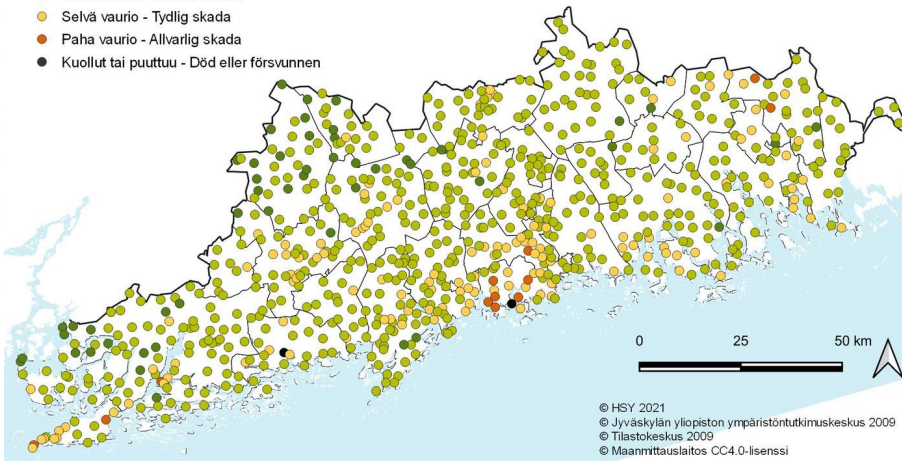 Selvä vaurio - Tydlig skada
Paha vaurio - Allvarlig skada
Kuollut tai puuttuu - Död eller försvunnen
0 25 50 km
© HSY 2021
© Jyväskylän yliopiston ympäristöntutkimuskeskus 2009
© Tilastokeskus 2009
© Maanmittauslaitos CC4.0-lisenssi